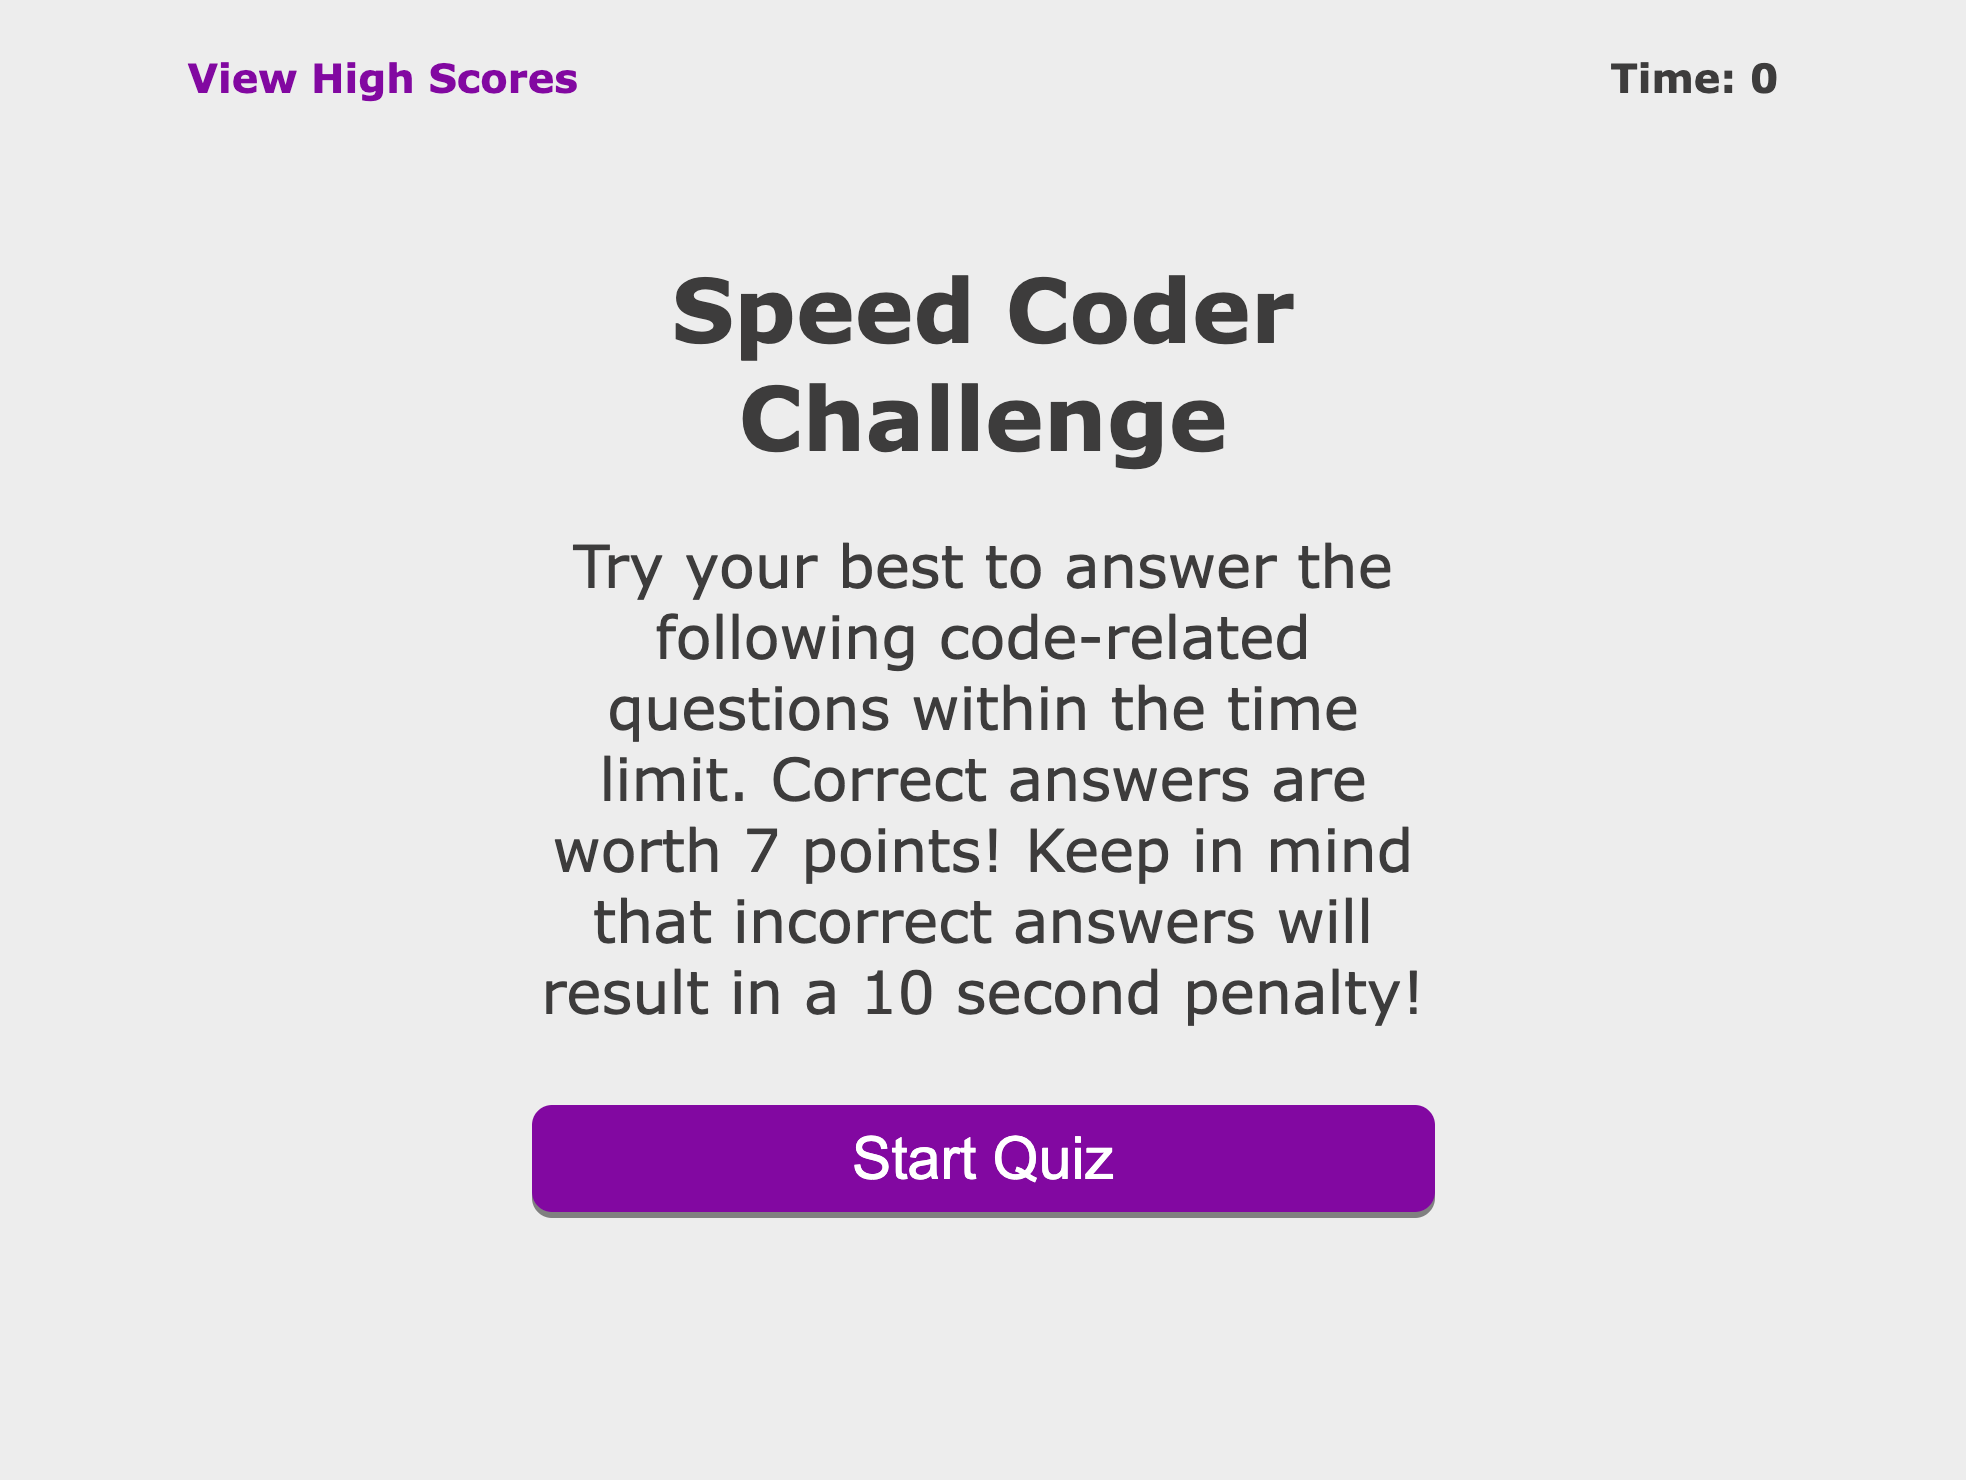 View High Scores
Time: 0
Speed Coder
Challenge
Try your best to answer the
following code-related
questions within the time
limit. Correct answers are
worth 7 points! Keep in mind
that incorrect answers will
result in a 10 second penalty!
Start Quiz